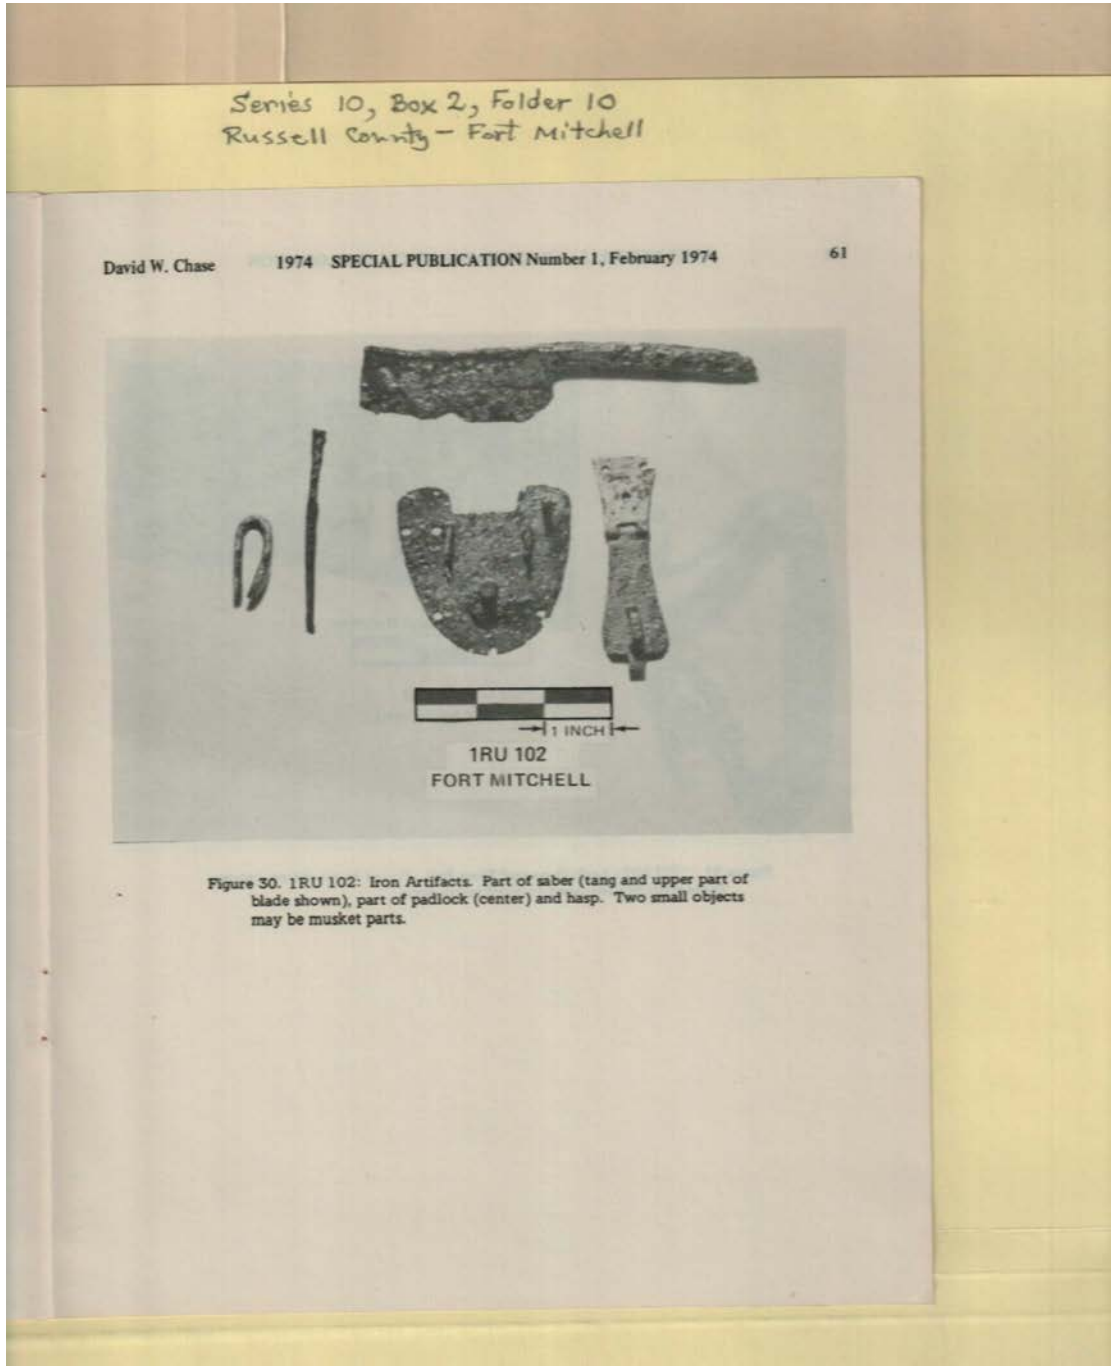 Series 10, Box 2, Folder 10
Russell County - Fort Mitchell
David W. Chase 1974 SPECIAL PUBLICATION Number 1, February 1974 61
1 INCH
1RU 102
FORT MITCHELL
Figure 30. 1RU 102: Iron Artifacts. Part of saber (tang and upper part of
blade shown), part of padlock (center) and hasp. Two small objects
may be musket parts.